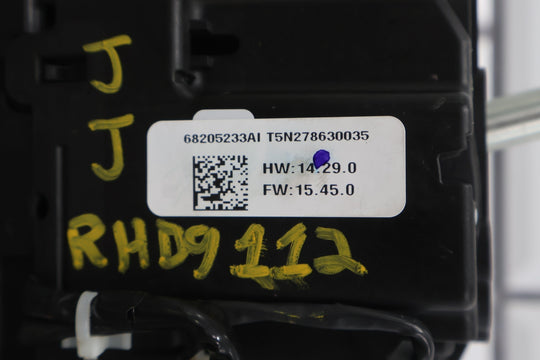 J
J
68205233AI T5N278630035
HW:14.29.0
FW:15.45.0
RHD9112